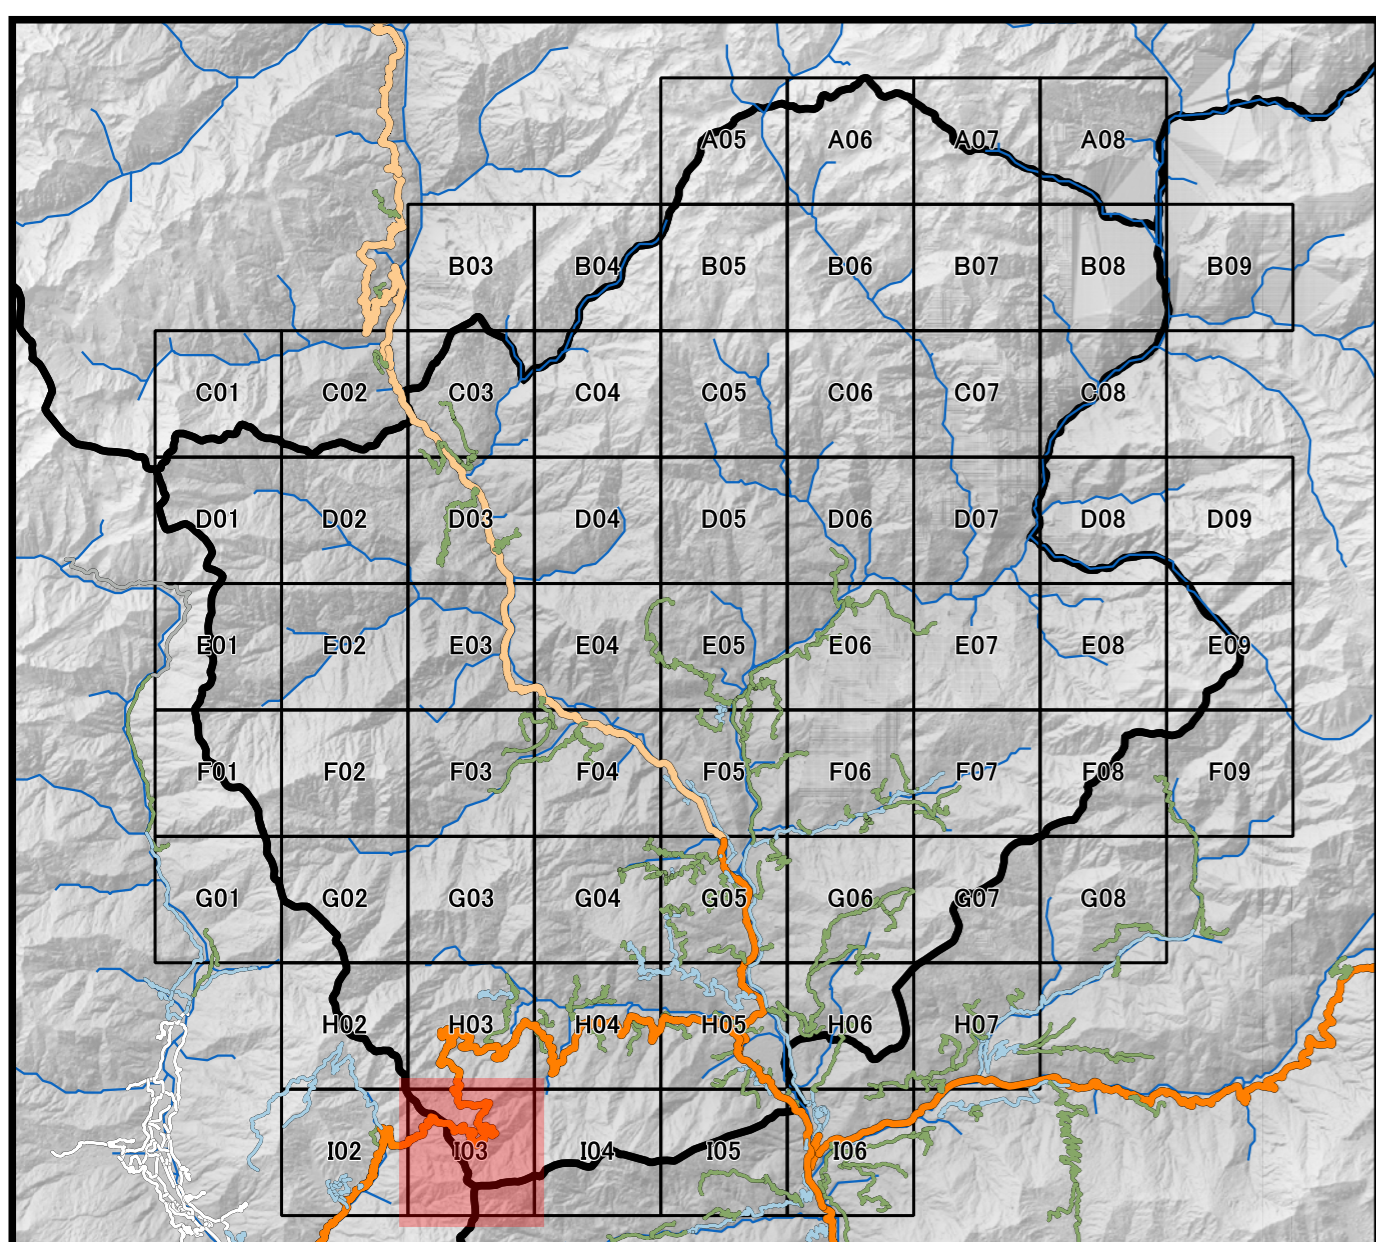 A05 A06 A07 A08
B03 B04 B05 B06 B07 B08 B09
C01 C02 C03 C04 C05 C06 C07 C08
D01 D02 D03 D04 D05 D06 D07 D08 D09
E01 E02 E03 E04 E05 E06 E07 E08 E09
F01 F02 F03 F04 F05 F06 F07 F08 F09
G01 G02 G03 G04 G05 G06 G07 G08
H02 H03 H04 H05 H06 H07
I02 I03 I04 I05 I06